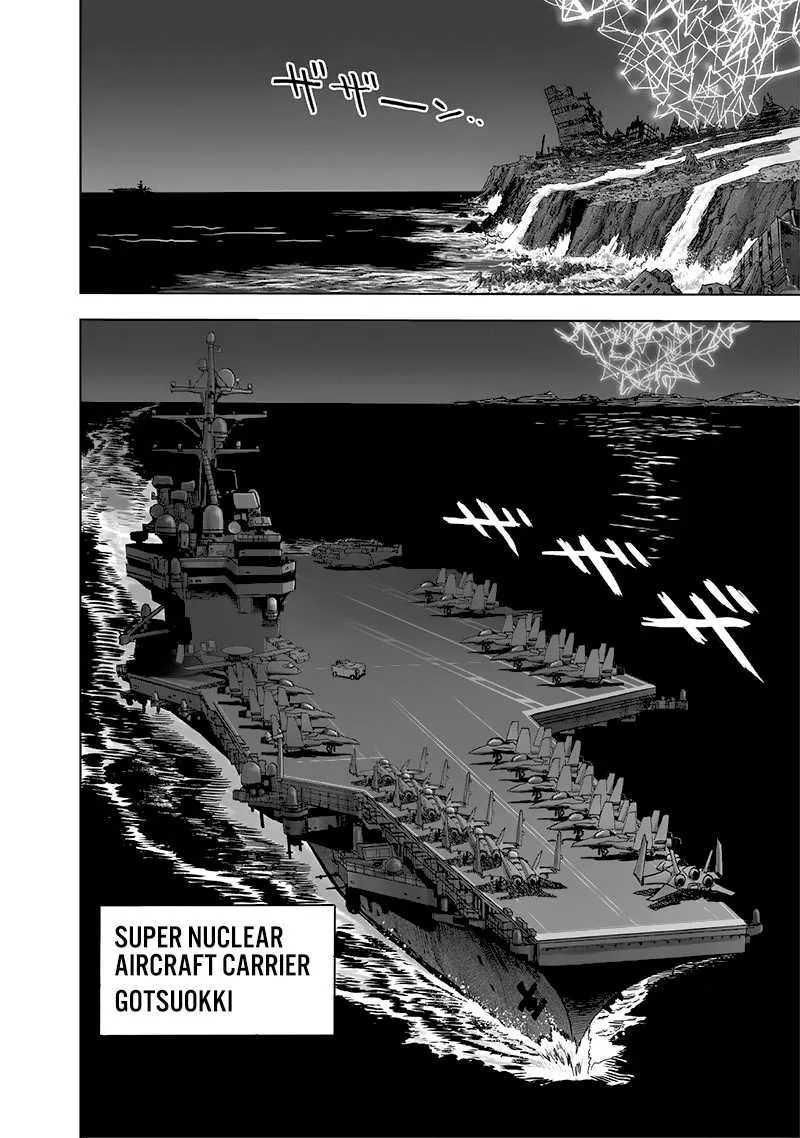 ザザーン..
ザザザ
SUPER NUCLEAR
AIRCRAFT CARRIER
GOTSUOKKI